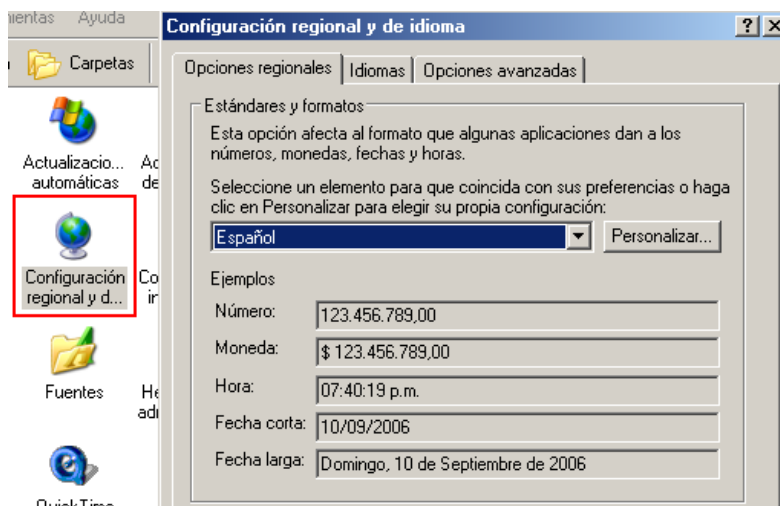 Ayuda
Carpetas
Actualizacio...
automáticas
Configuración
regional y d...
Fuentes
QuickTime
Configuración regional y de idioma
Opciones regionales
Idiomas
Opciones avanzadas
Estándares y formatos
Esta opción afecta al formato que algunas aplicaciones dan a los
números, monedas, fechas y horas.
Seleccione un elemento para que coincida con sus preferencias o haga
clic en Personalizar para elegir su propia configuración:
Español
Personalizar...
Ejemplos
Número: 123.456.789,00
Moneda: $ 123.456.789,00
Hora: 07:40:19 p.m.
Fecha corta: 10/09/2006
Fecha larga: Domingo, 10 de Septiembre de 2006